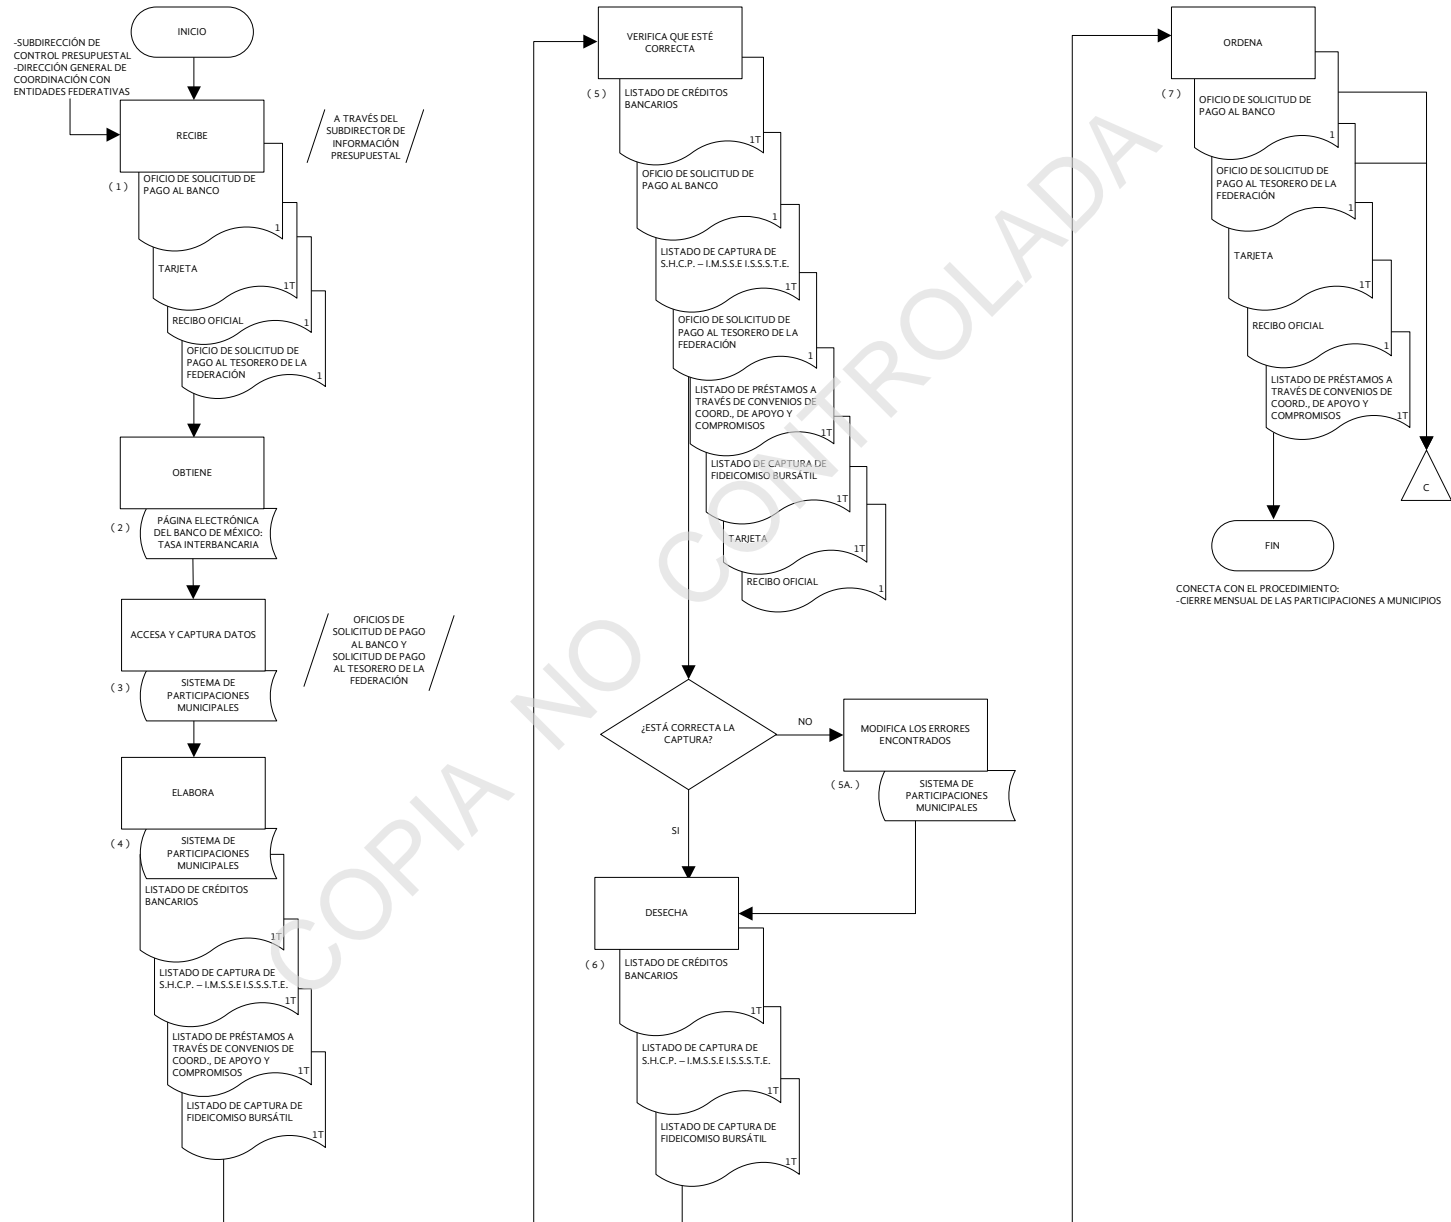 INICIO
-SUBDIRECCIÓN DE
CONTROL PRESUPUESTAL
-DIRECCIÓN GENERAL DE
COORDINACIÓN CON
ENTIDADES FEDERATIVAS
RECIBE
A TRAVÉS DEL
SUBDIRECTOR DE
INFORMACIÓN
PRESUPUESTAL
( 1 )
OFICIO DE SOLICITUD DE
PAGO AL BANCO
1
TARJETA
1T
RECIBO OFICIAL
1
OFICIO DE SOLICITUD DE
PAGO AL TESORERO DE LA
FEDERACIÓN
1
OBTIENE
( 2 )
PÁGINA ELECTRÓNICA
DEL BANCO DE MÉXICO:
TASA INTERBANCARIA
ACCESA Y CAPTURA DATOS
OFICIOS DE
SOLICITUD DE PAGO
AL BANCO Y
SOLICITUD DE PAGO
AL TESORERO DE LA
FEDERACIÓN
( 3 )
SISTEMA DE
PARTICIPACIONES
MUNICIPALES
ELABORA
( 4 )
SISTEMA DE
PARTICIPACIONES
MUNICIPALES
LISTADO DE CRÉDITOS
BANCARIOS
1T
LISTADO DE CAPTURA DE
S.H.C.P. – I.M.S.S.E I.S.S.S.T.E.
1T
LISTADO DE PRÉSTAMOS A
TRAVÉS DE CONVENIOS DE
COORD., DE APOYO Y
COMPROMISOS
1T
LISTADO DE CAPTURA DE
FIDEICOMISO BURSÁTIL
1T
VERIFICA QUE ESTÉ
CORRECTA
( 5 )
LISTADO DE CRÉDITOS
BANCARIOS
1T
OFICIO DE SOLICITUD DE
PAGO AL BANCO
1
LISTADO DE CAPTURA DE
S.H.C.P. – I.M.S.S.E I.S.S.S.T.E.
1T
OFICIO DE SOLICITUD DE
PAGO AL TESORERO DE LA
FEDERACIÓN
1
LISTADO DE PRÉSTAMOS A
TRAVÉS DE CONVENIOS DE
COORD., DE APOYO Y
COMPROMISOS
1T
LISTADO DE CAPTURA DE
FIDEICOMISO BURSÁTIL
1T
TARJETA
1T
RECIBO OFICIAL
1
¿ESTÁ CORRECTA LA
CAPTURA?
NO
MODIFICA LOS ERRORES
ENCONTRADOS
( 5A. )
SISTEMA DE
PARTICIPACIONES
MUNICIPALES
SI
DESECHA
( 6 )
LISTADO DE CRÉDITOS
BANCARIOS
1T
LISTADO DE CAPTURA DE
S.H.C.P. – I.M.S.S.E I.S.S.S.T.E.
1T
LISTADO DE CAPTURA DE
FIDEICOMISO BURSÁTIL
1T
ORDENA
( 7 )
OFICIO DE SOLICITUD DE
PAGO AL BANCO
1
OFICIO DE SOLICITUD DE
PAGO AL TESORERO DE LA
FEDERACIÓN
1
TARJETA
1T
RECIBO OFICIAL
1
LISTADO DE PRÉSTAMOS A
TRAVÉS DE CONVENIOS DE
COORD., DE APOYO Y
COMPROMISOS
1T
C
FIN
CONECTA CON EL PROCEDIMIENTO:
-CIERRE MENSUAL DE LAS PARTICIPACIONES A MUNICIPIOS
COPIA NO CONTROLADA